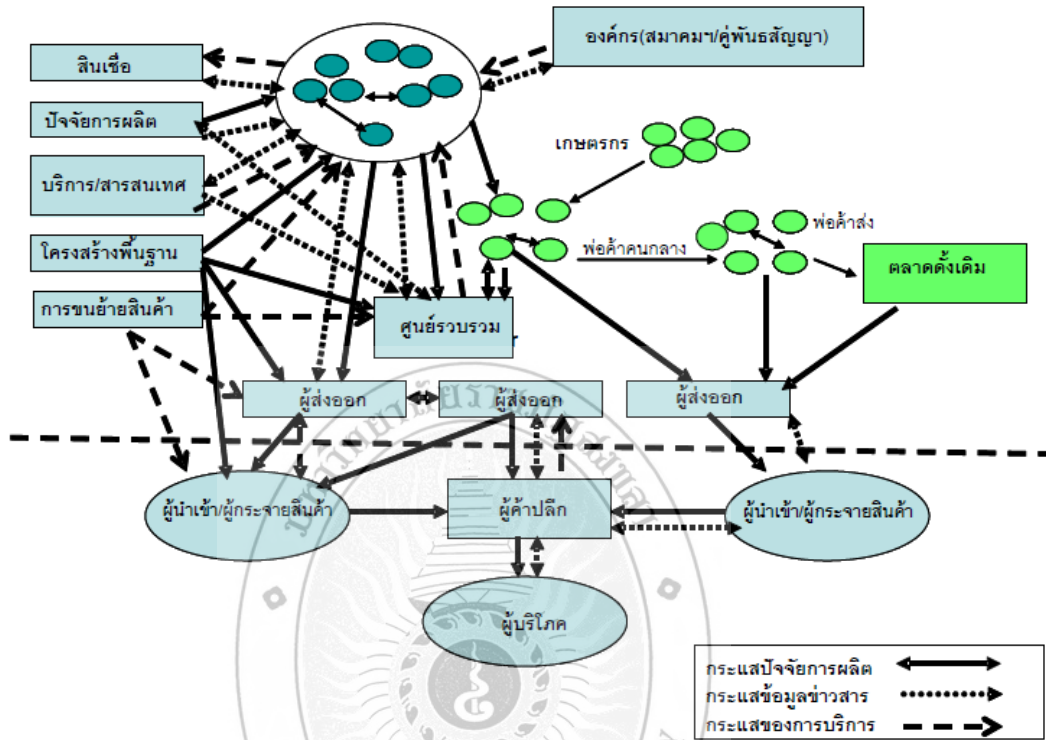 องค์กร(สมาคมฯ/คู่พันธสัญญา)
สินเชื่อ
ปัจจัยการผลิต
บริการ/สารสนเทศ
โครงสร้างพื้นฐาน
การขนย้ายสินค้า
เกษตรกร
พ่อค้าส่ง
พ่อค้าคนกลาง
ตลาดดั้งเดิม
ศูนย์รวบรวม
ผู้ส่งออก
ผู้ส่งออก
ผู้ส่งออก
ผู้นำเข้า/ผู้กระจายสินค้า
ผู้ค้าปลีก
ผู้นำเข้า/ผู้กระจายสินค้า
ผู้บริโภค
กระแสปัจจัยการผลิต
กระแสข้อมูลข่าวสาร
กระแสของการบริการ